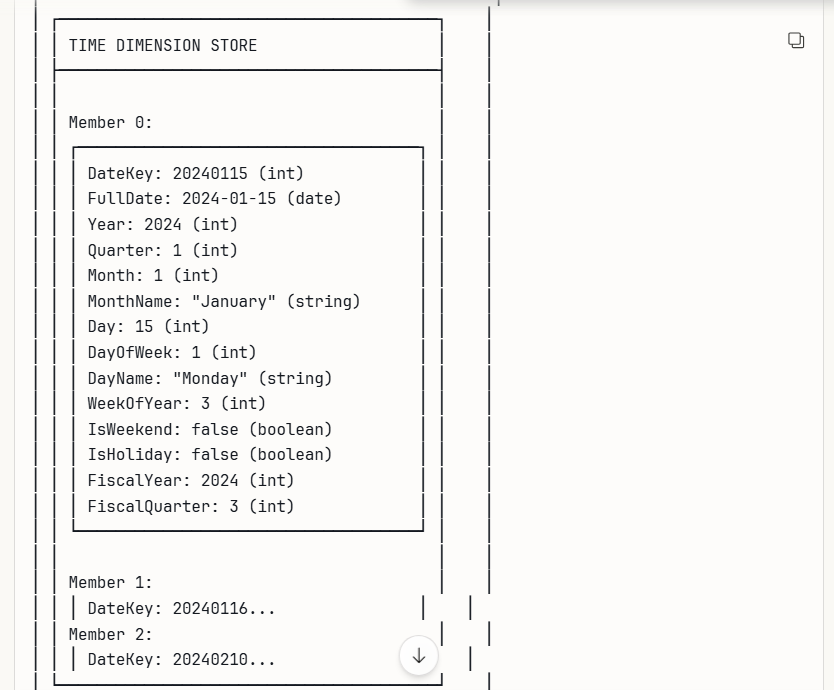 TIME DIMENSION STORE
Member 0:
DateKey: 20240115 (int)
FullDate: 2024-01-15 (date)
Year: 2024 (int)
Quarter: 1 (int)
Month: 1 (int)
MonthName: "January" (string)
Day: 15 (int)
DayOfWeek: 1 (int)
DayName: "Monday" (string)
WeekOfYear: 3 (int)
IsWeekend: false (boolean)
IsHoliday: false (boolean)
FiscalYear: 2024 (int)
FiscalQuarter: 3 (int)
Member 1:
DateKey: 20240116...
Member 2:
DateKey: 20240210...